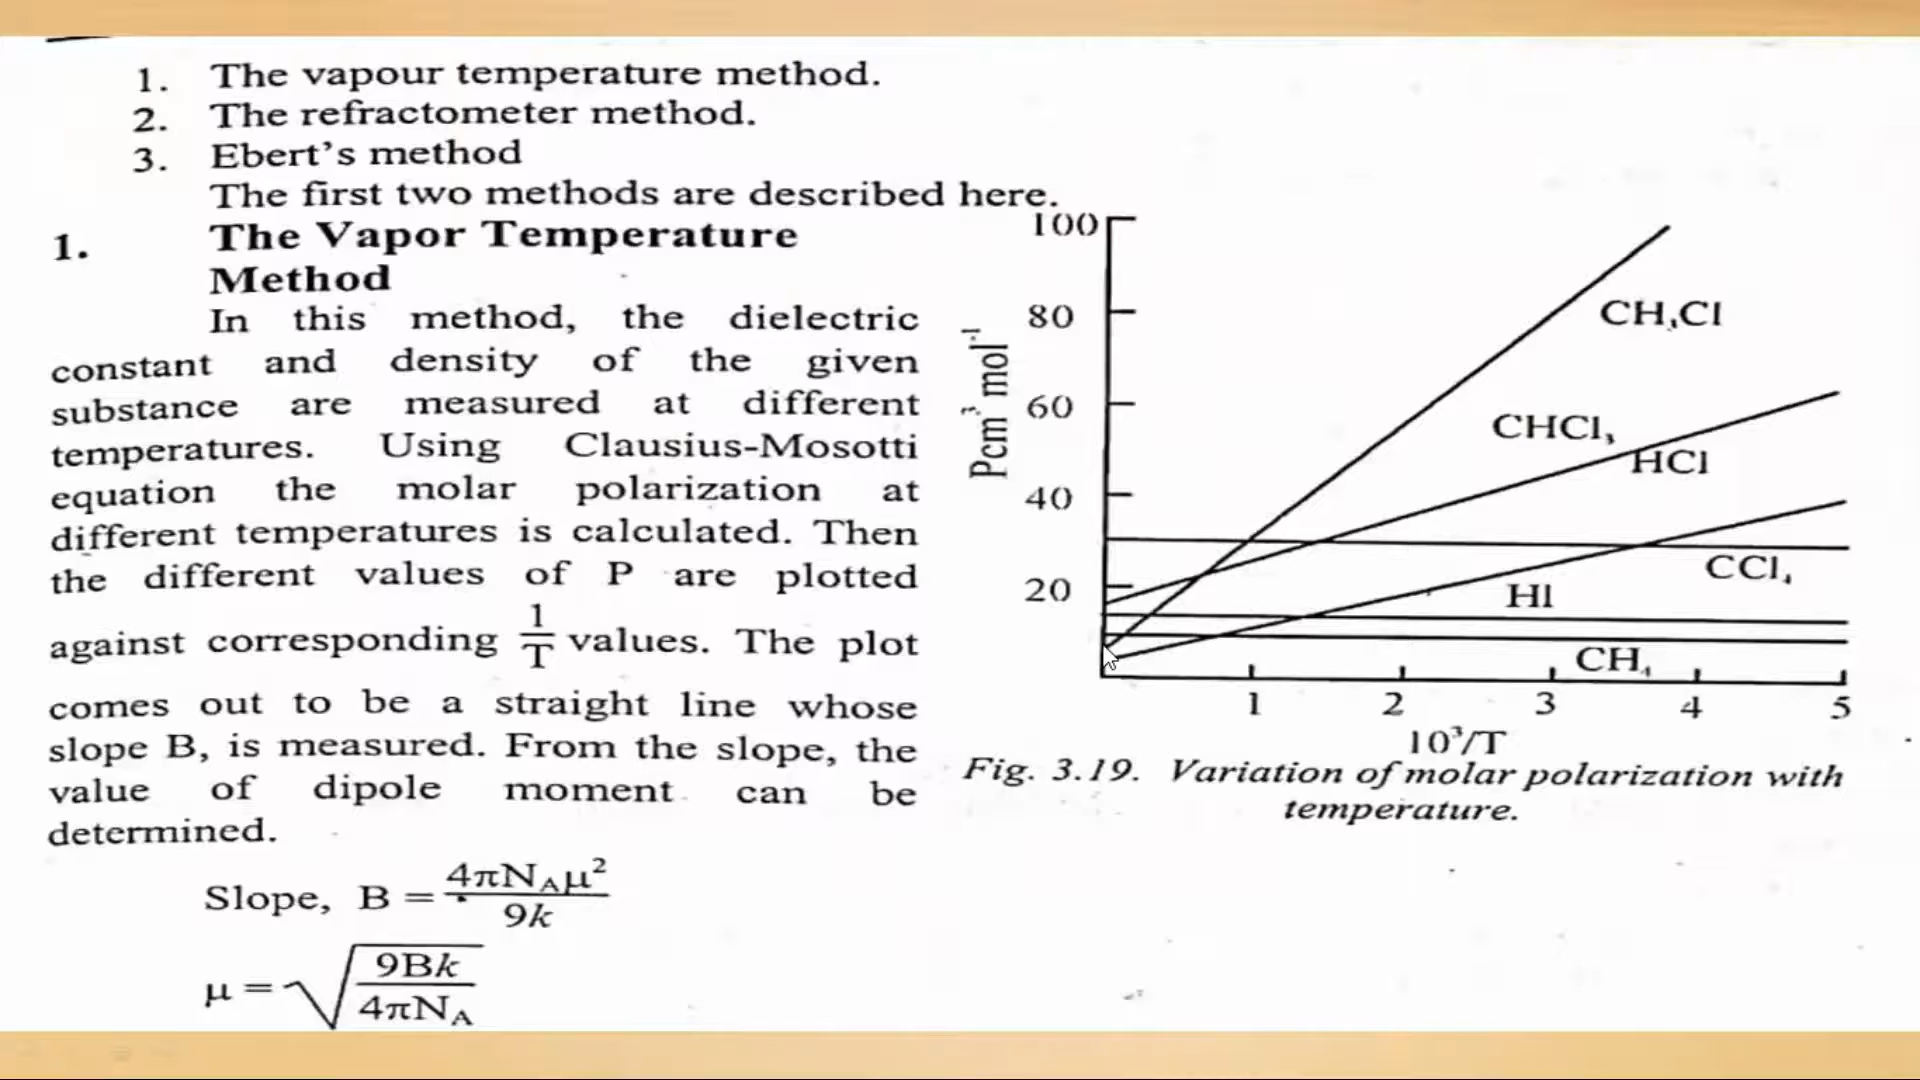 1. The vapour temperature method.
2. The refractometer method.
3. Ebert's method
The first two methods are described here.
1. The Vapor Temperature
Method
In this method, the dielectric
constant and density of the given
substance are measured at different
temperatures. Using Clausius-Mosotti
equation the molar polarization at
different temperatures is calculated. Then
the different values of P are plotted
against corresponding 1/T values. The plot
comes out to be a straight line whose
slope B, is measured. From the slope, the
value of dipole moment can be
determined.
Slope, B = 4πN_Aμ²/9k
μ = √(9Bk/4πN_A)
100
80
60
40
20
Pcm³ mol⁻¹
CH₃Cl
CHCl₃
HCl
CCl₄
HI
CH₄
1 2 3 4 5
10³/T
Fig. 3.19. Variation of molar polarization with
temperature.